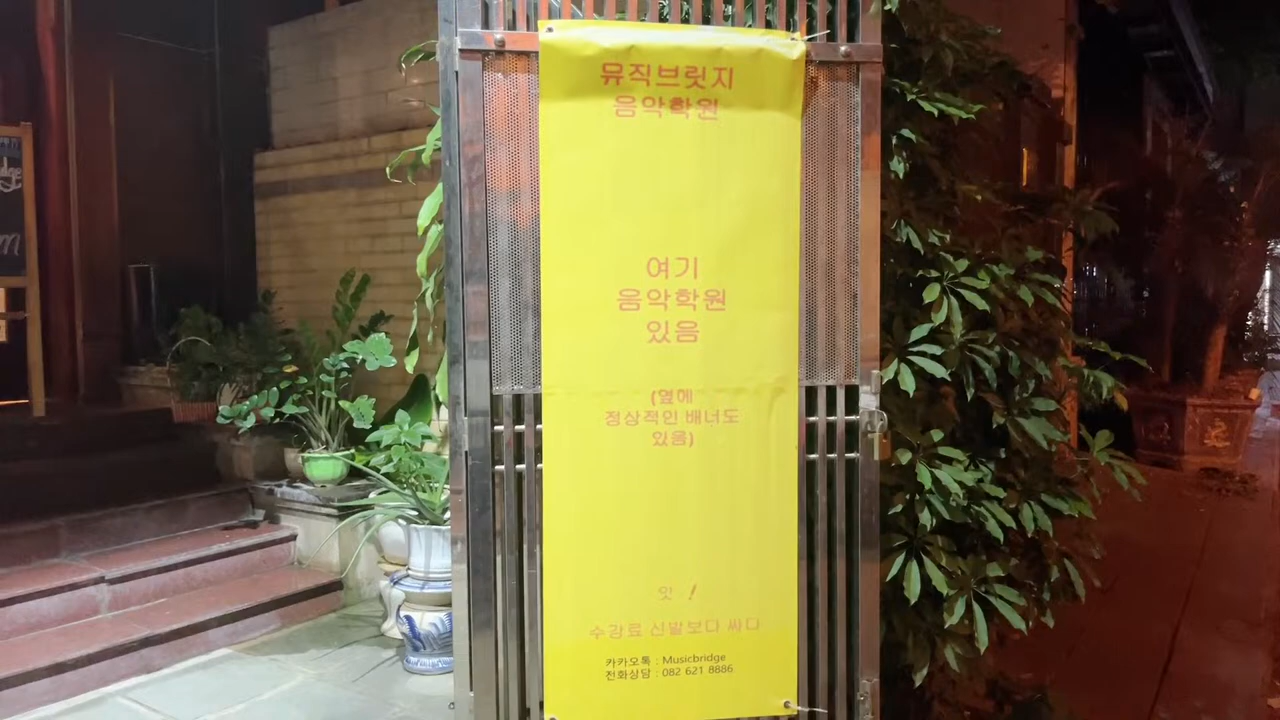 뮤직브릿지
음악학원
여기
음악학원
있음
(옆에
정상적인 배너도
있음)
앗 !
수강료 신발보다 싸다
카카오톡 : Musicbridge
전화상담 : 082 621 8886